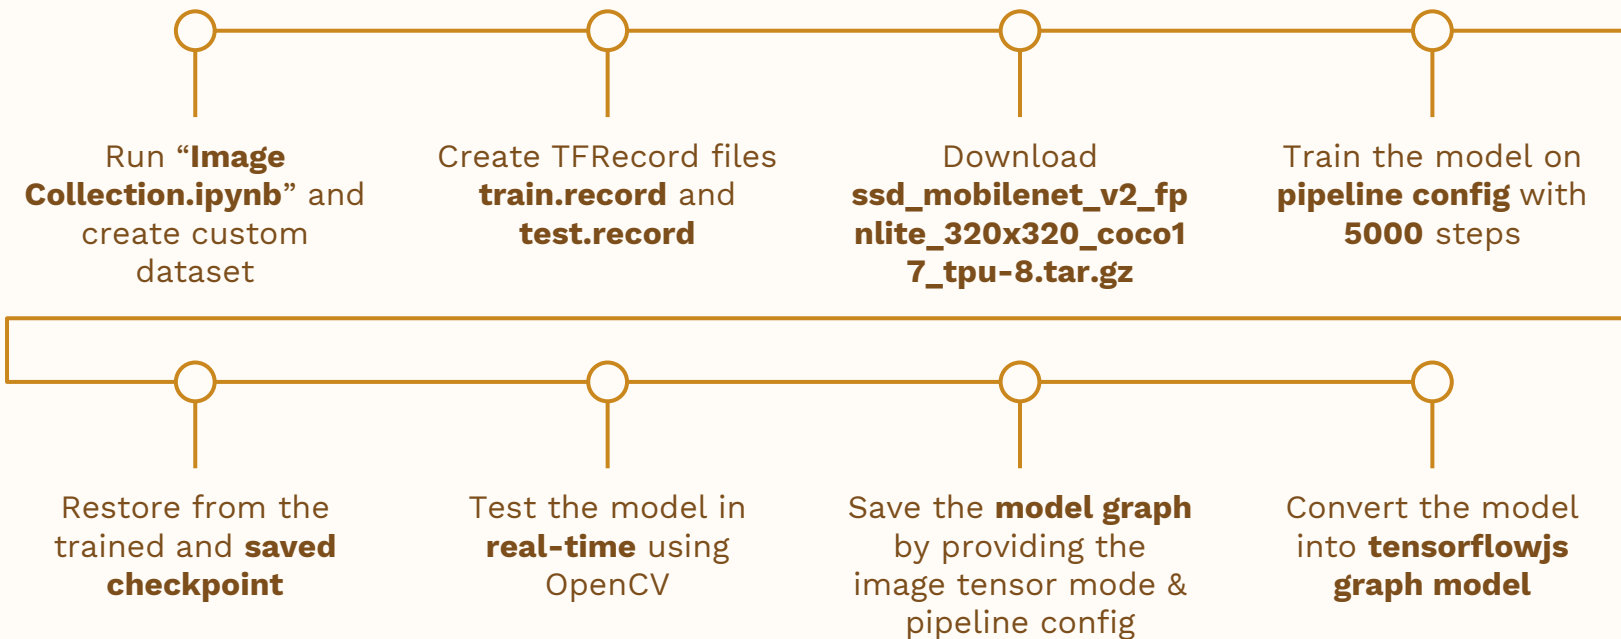 Run “Image
Collection.ipynb” and
create custom
dataset
Create TFRecord files
train.record and
test.record
Download
ssd_mobilenet_v2_fp
nlite_320x320_coco1
7_tpu-8.tar.gz
Train the model on
pipeline config with
5000 steps
Restore from the
trained and saved
checkpoint
Test the model in
real-time using
OpenCV
Save the model graph
by providing the
image tensor mode &
pipeline config
Convert the model
into tensorflowjs
graph model